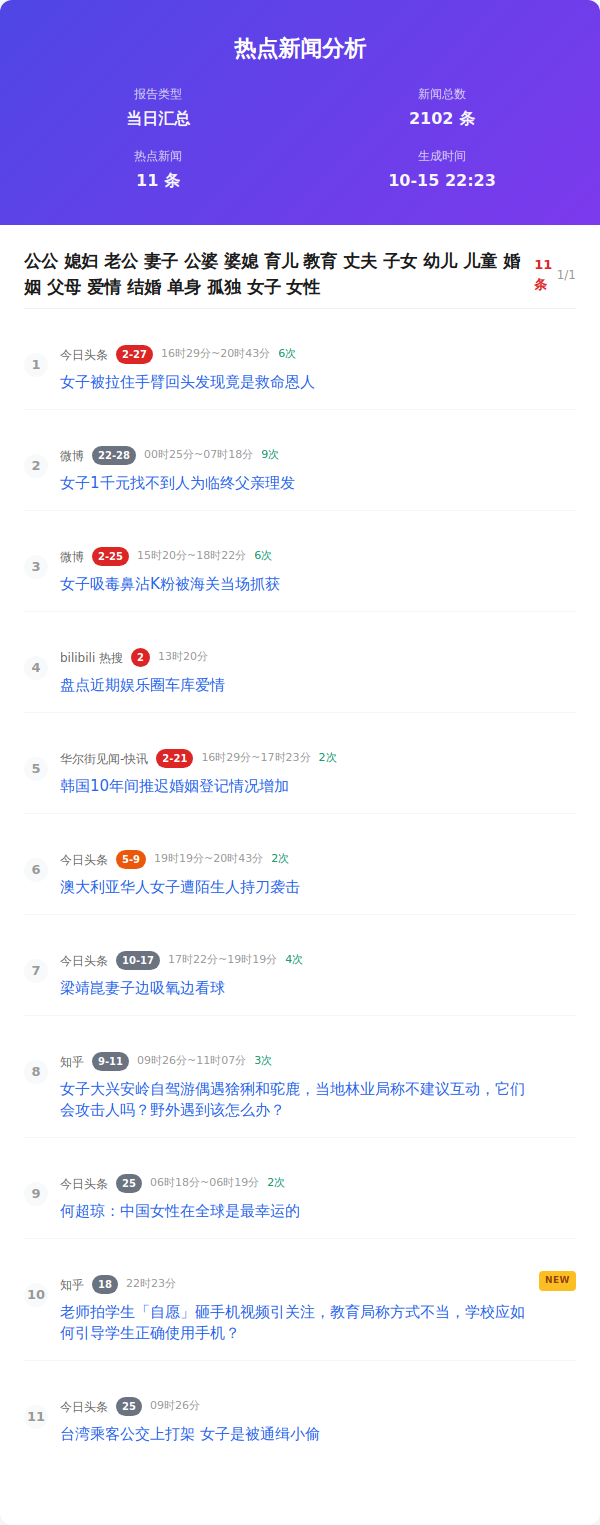 热点新闻分析
报告类型
当日汇总
新闻总数
2102 条
热点新闻
11 条
生成时间
10-15 22:23
公公 媳妇 老公 妻子 公婆 婆媳 育儿 教育 丈夫 子女 幼儿 儿童 婚
姻 父母 爱情 结婚 单身 孤独 女子 女性
11
条
1/1
1
今日头条 2-27 16时29分~20时43分 6次
女子被拉住手臂回头发现竟是救命恩人
2
微博 22-28 00时25分~07时18分 9次
女子1千元找不到人为临终父亲理发
3
微博 2-25 15时20分~18时22分 6次
女子吸毒鼻沾K粉被海关当场抓获
4
bilibili 热搜 2 13时20分
盘点近期娱乐圈车库爱情
5
华尔街见闻-快讯 2-21 16时29分~17时23分 2次
韩国10年间推迟婚姻登记情况增加
6
今日头条 5-9 19时19分~20时43分 2次
澳大利亚华人女子遭陌生人持刀袭击
7
今日头条 10-17 17时22分~19时19分 4次
梁靖崑妻子边吸氧边看球
8
知乎 9-11 09时26分~11时07分 3次
女子大兴安岭自驾游偶遇猞猁和驼鹿，当地林业局称不建议互动，它们
会攻击人吗？野外遇到该怎么办？
9
今日头条 25 06时18分~06时19分 2次
何超琼：中国女性在全球是最幸运的
10
知乎 18 22时23分 NEW
老师拍学生「自愿」砸手机视频引关注，教育局称方式不当，学校应如
何引导学生正确使用手机？
11
今日头条 25 09时26分
台湾乘客公交上打架 女子是被通缉小偷